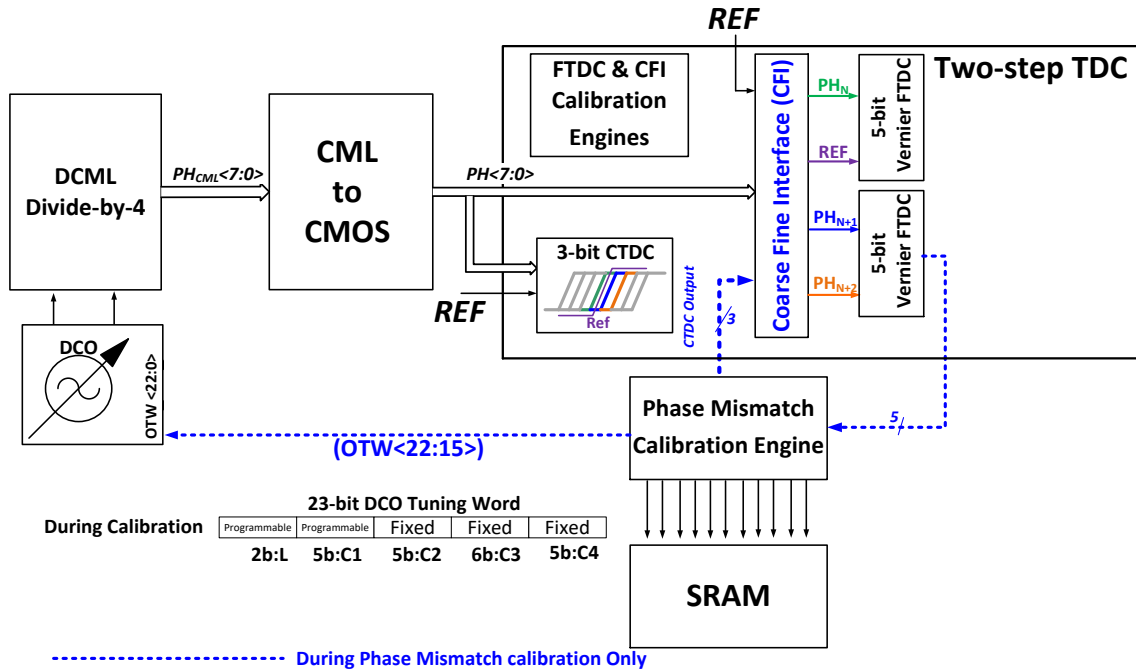 REF
Two-step TDC
FTDC & CFI
Calibration
Engines
Coarse Fine Interface (CFI)
PH_N
REF
5-bit
Vernier FTDC
PH_N+1
PH_N+2
5-bit
Vernier FTDC
DCML
Divide-by-4
PH_CML<7:0>
CML
to
CMOS
PH<7:0>
3-bit CTDC
Ref
REF
CTDC Output
3
DCO
OTW <22:0>
Phase Mismatch
Calibration Engine
5
(OTW<22:15>)
23-bit DCO Tuning Word
During Calibration
Programmable Programmable Fixed Fixed Fixed
2b:L 5b:C1 5b:C2 6b:C3 5b:C4
SRAM
During Phase Mismatch calibration Only